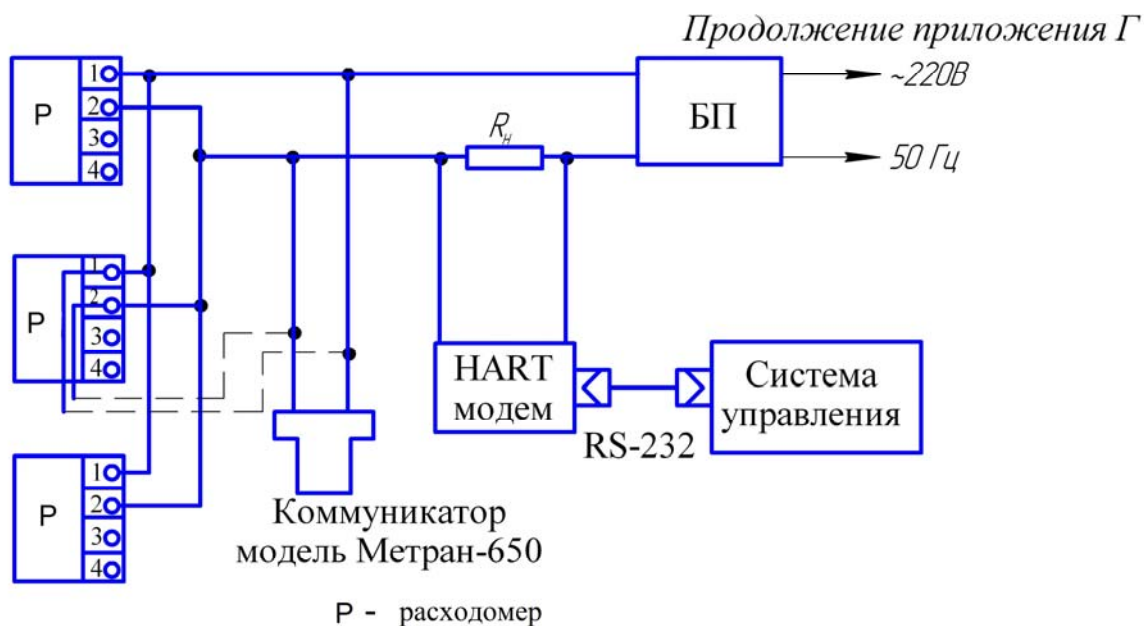 Продолжение приложения Г
1
2
3
4
Р
~220В
БП
50 Гц
Rн
1
2
3
4
Р
HART
модем
RS-232
Система
управления
1
2
3
4
Р
Коммуникатор
модель Метран-650
Р - расходомер